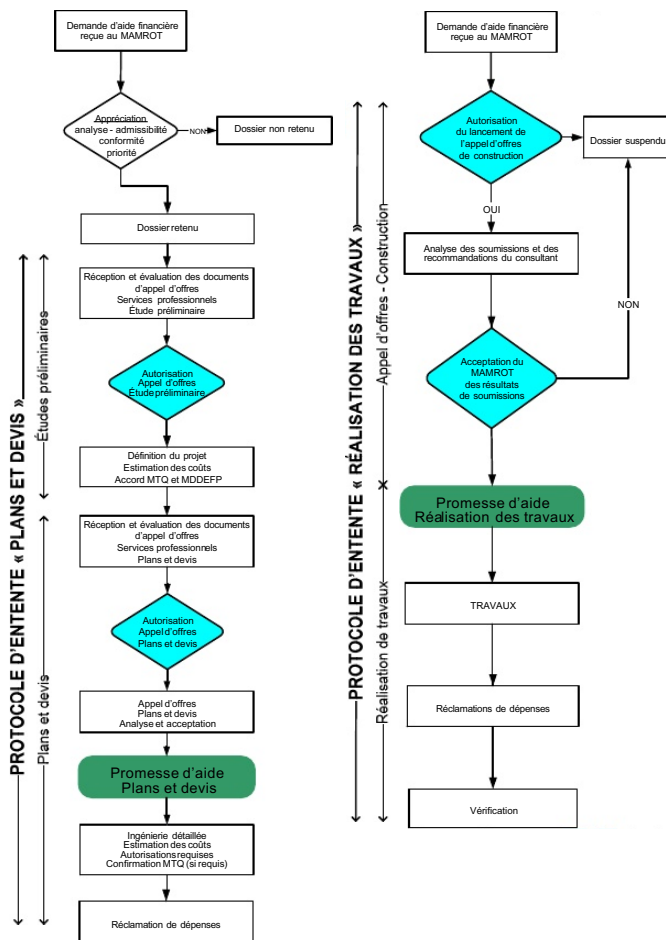 Demande d'aide financière
reçue au MAMROT
Appréciation
analyse - admissibilité
conformité
priorité
NON
Dossier non retenu
Dossier retenu
Réception et évaluation des documents
d'appel d'offres
Services professionnels
Étude préliminaire
Autorisation
Appel d'offres
Étude préliminaire
Définition du projet
Estimation des coûts
Accord MTQ et MDDEFP
Réception et évaluation des documents
d'appel d'offres
Services professionnels
Plans et devis
Autorisation
Appel d'offres
Plans et devis
Appel d'offres
Plans et devis
Analyse et acceptation
Promesse d'aide
Plans et devis
Ingénierie détaillée
Estimation des coûts
Autorisations requises
Confirmation MTQ (si requis)
Réclamation de dépenses
PROTOCOLE D'ENTENTE « PLANS ET DEVIS »
Études préliminaires
Plans et devis
Demande d'aide financière
reçue au MAMROT
Autorisation
du lancement de
l'appel d'offres
de construction
Dossier suspendu
OUI
Analyse des soumissions et des
recommandations du consultant
NON
Acceptation du
MAMROT
des résultats
de soumissions
Promesse d'aide
Réalisation des travaux
TRAVAUX
Réclamations de dépenses
Vérification
PROTOCOLE D'ENTENTE « RÉALISATION DES TRAVAUX »
Appel d'offres - Construction
Réalisation de travaux